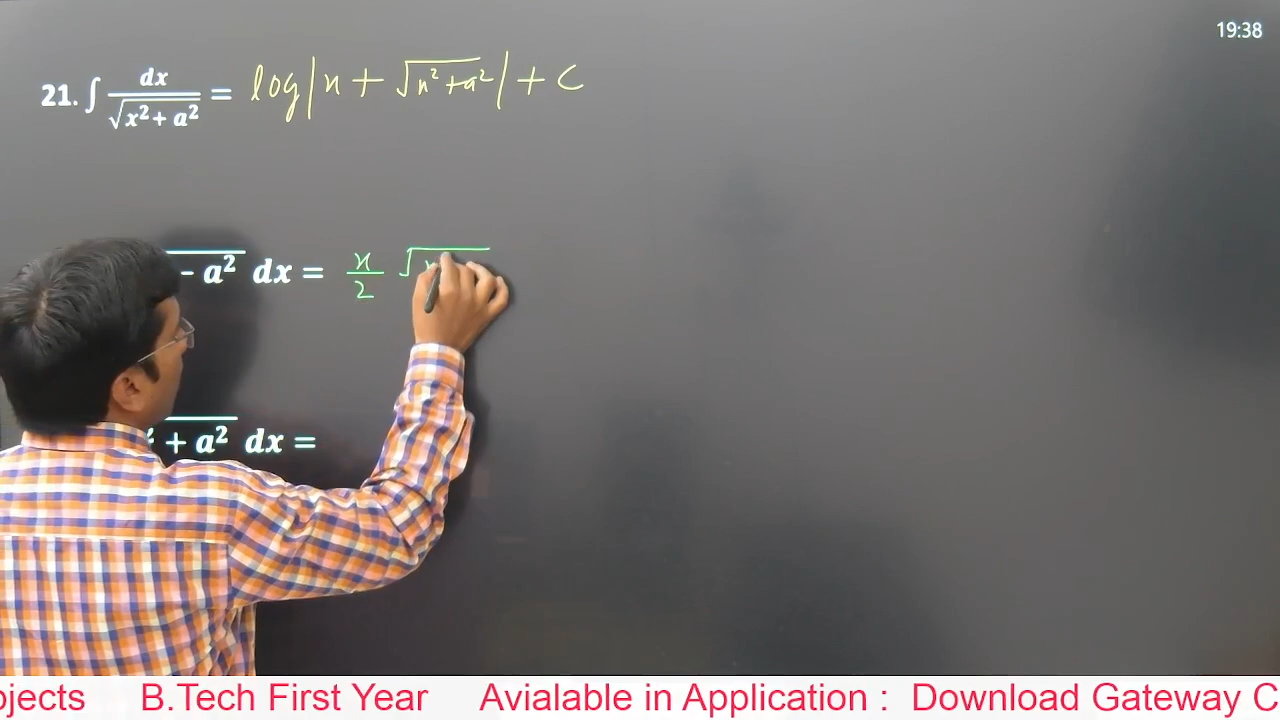 19:38
21. ∫ dx / √(x² + a²) = log|x + √(x² + a²)| + C
- a² dx = x/2 √
+ a² dx =
bjects B.Tech First Year Avialable in Application : Download Gateway C